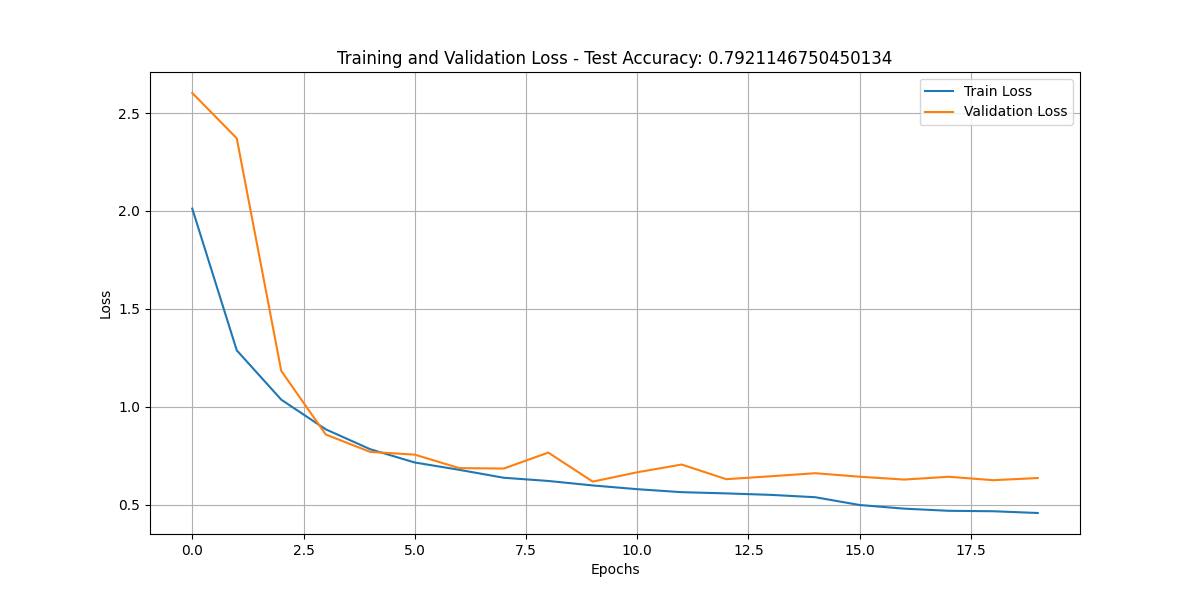 Training and Validation Loss - Test Accuracy: 0.7921146750450134
Train Loss
Validation Loss
2.5
2.0
1.5
1.0
0.5
Loss
0.0 2.5 5.0 7.5 10.0 12.5 15.0 17.5
Epochs